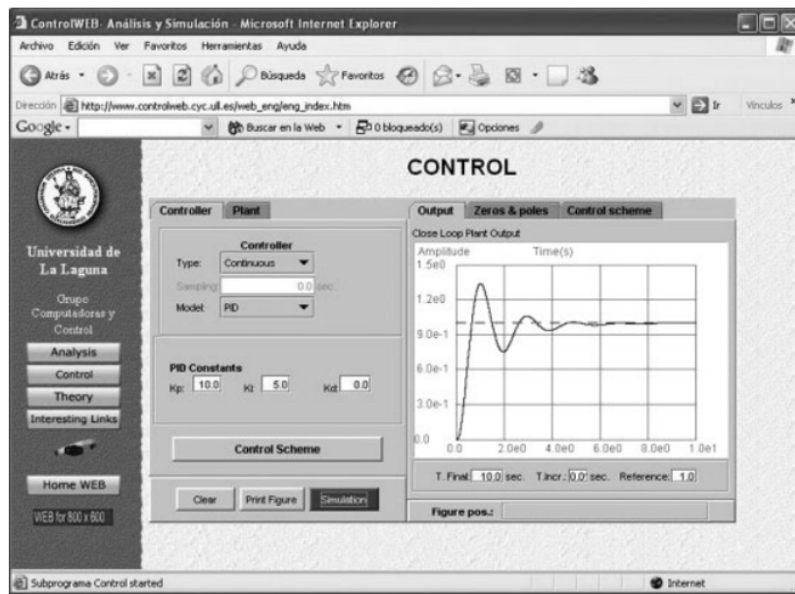 ControlWEB- Análisis y Simulación - Microsoft Internet Explorer
Archivo Edición Ver Favoritos Herramientas Ayuda
Atrás Búsqueda Favoritos
Dirección http://www.controlweb.cyc.ull.es/web_eng/eng_index.htm Ir Vínculos »
Google Buscar en la Web 0 bloqueado(s) Opciones
CONTROL
Universidad de
La Laguna
Grupo
Computadoras y
Control
Analysis
Control
Theory
Interesting Links
Home WEB
WEB for 800 x 600
Controller Plant
Controller
Type: Continuous
Sampling: 0.0 sec.
Model: PID
PID Constants
Kp: 10.0 Ki: 5.0 Kd: 0.0
Control Scheme
Clear Print Figure Simulation
Output Zeros & poles Control scheme
Close Loop Plant Output
Amplitude Time(s)
1.5e0
1.2e0
9.0e-1
6.0e-1
3.0e-1
0.0
0.0 2.0e0 4.0e0 6.0e0 8.0e0 1.0e1
T. Final: 10.0 sec. T.incr.: 0.0 sec. Reference: 1.0
Figure pos.:
Subprograma Control started Internet